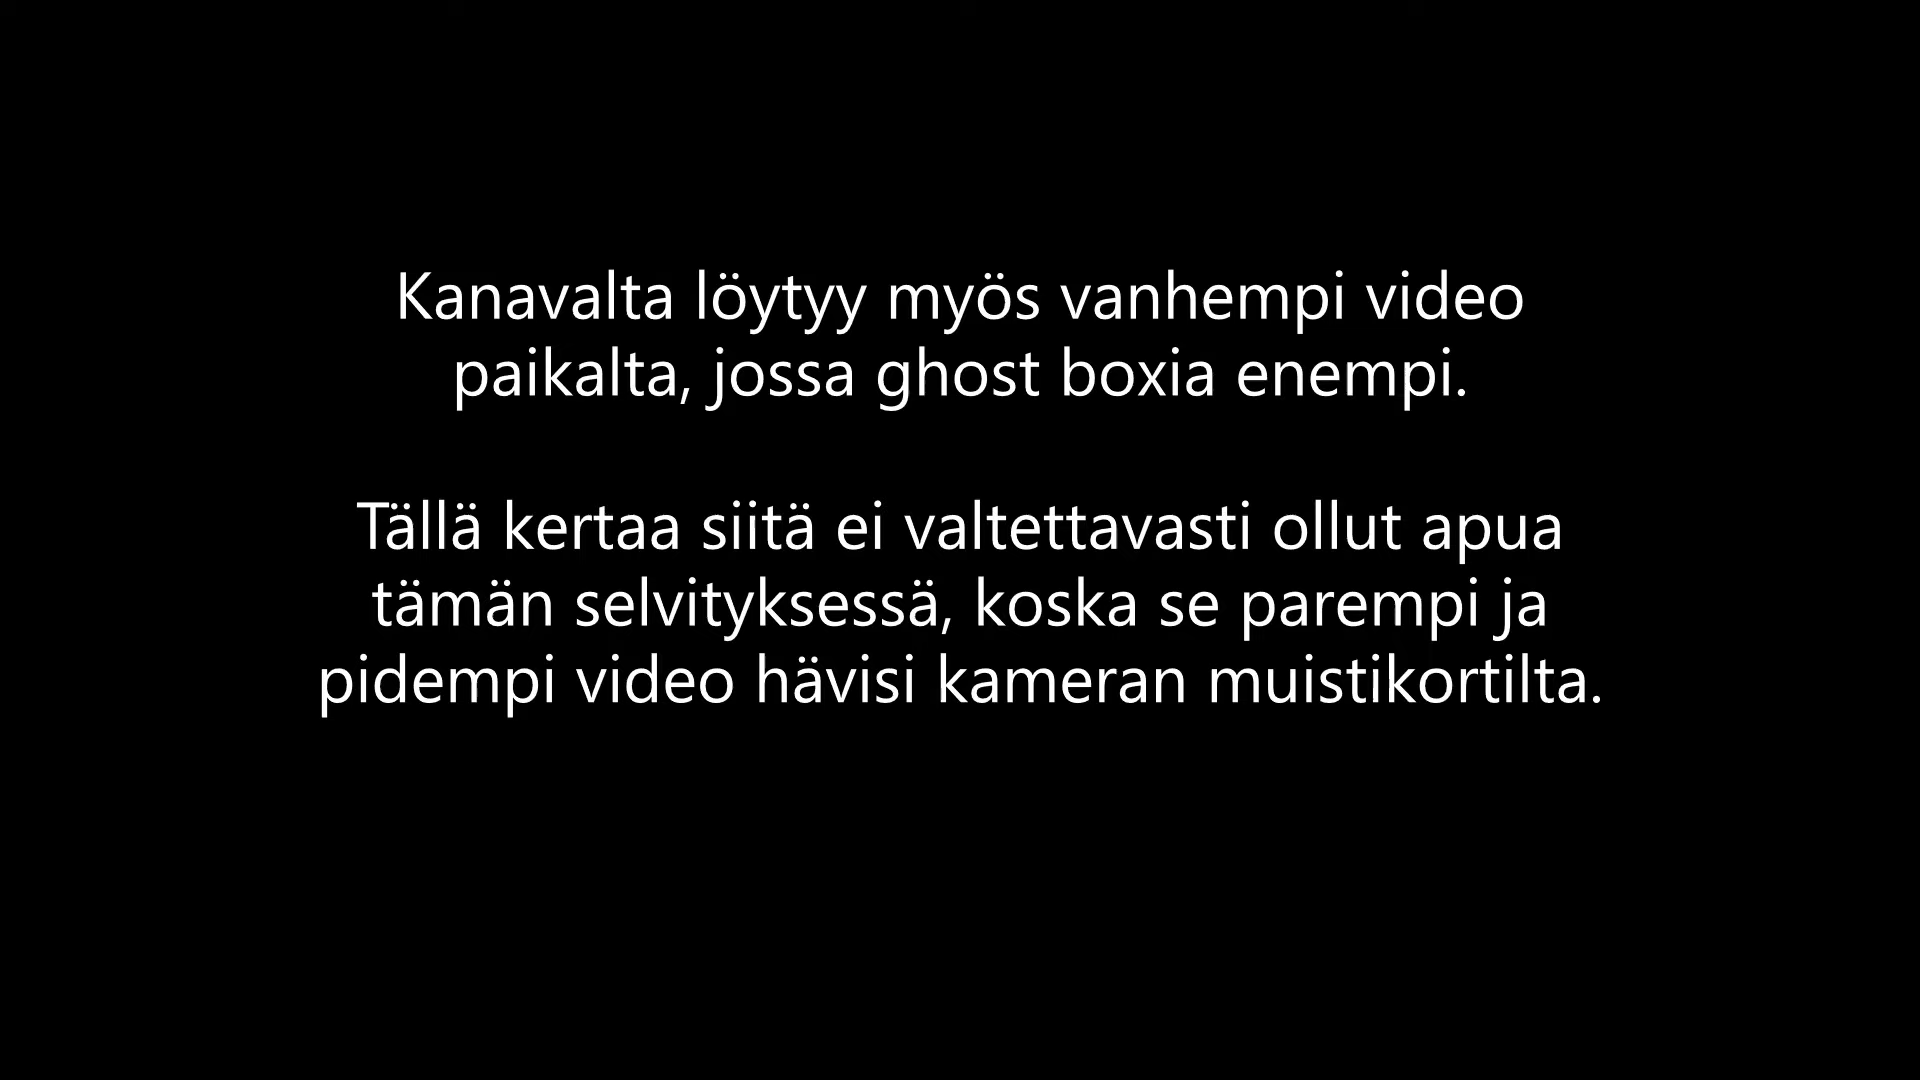 Kanavalta löytyy myös vanhempi video
paikalta, jossa ghost boxia enempi.
Tällä kertaa siitä ei valtettavasti ollut apua
tämän selvityksessä, koska se parempi ja
pidempi video hävisi kameran muistikortilta.